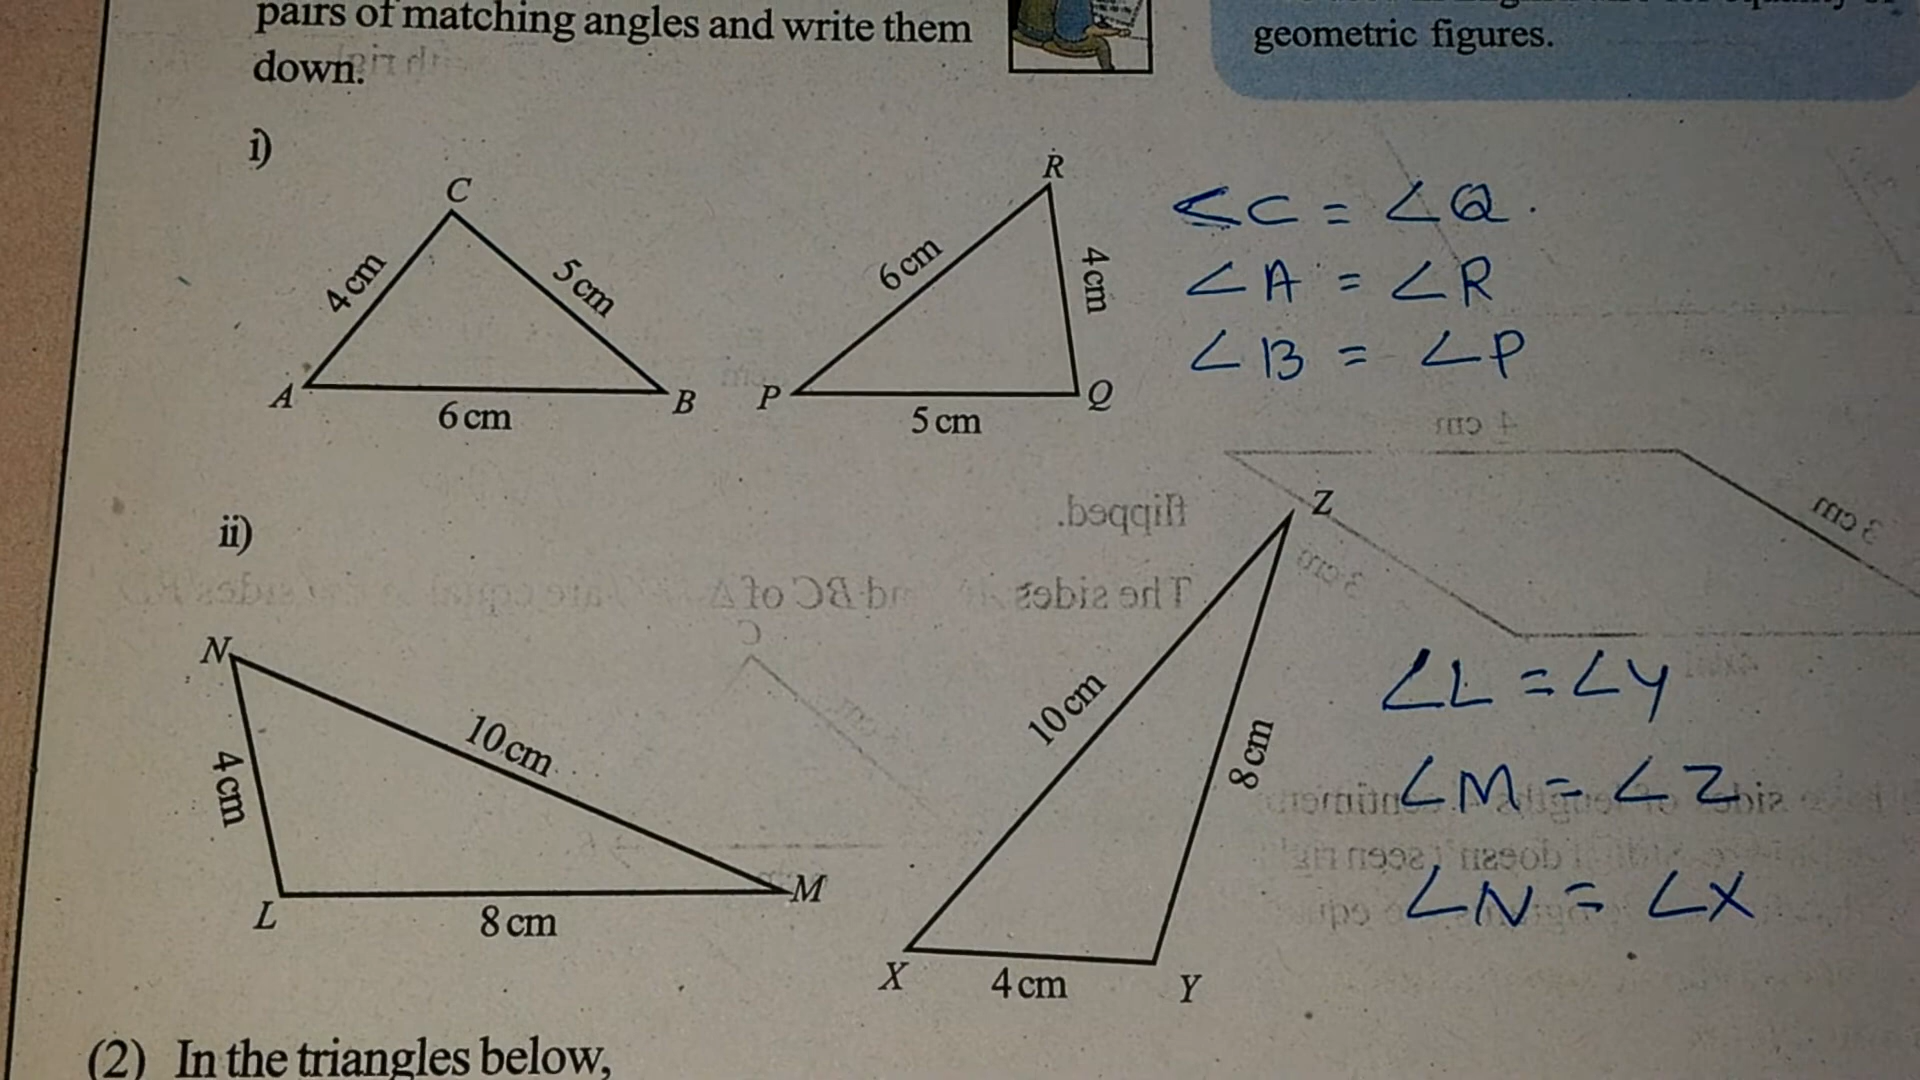 pairs of matching angles and write them
down.
geometric figures.
i)
C
4 cm
5 cm
A
6 cm
B
R
6 cm
4 cm
P
5 cm
Q
∠C = ∠Q.
∠A = ∠R
∠B = ∠P
ii)
N
10 cm
4 cm
L
8 cm
M
Z
10 cm
8 cm
X
4 cm
Y
∠L = ∠Y
∠M = ∠Z
∠N = ∠X
(2) In the triangles below,